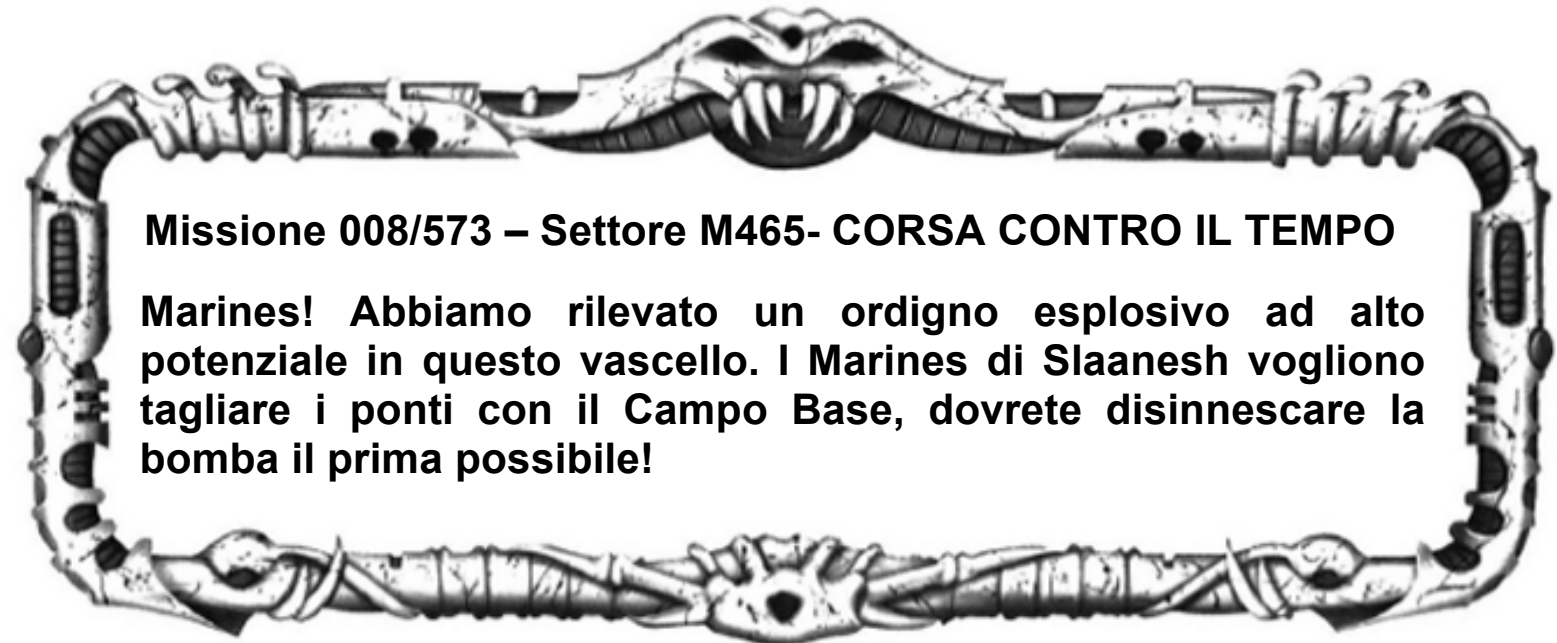 Missione 008/573 – Settore M465- CORSA CONTRO IL TEMPO
Marines! Abbiamo rilevato un ordigno esplosivo ad alto
potenziale in questo vascello. I Marines di Slaanesh vogliono
tagliare i ponti con il Campo Base, dovrete disinnescare la
bomba il prima possibile!